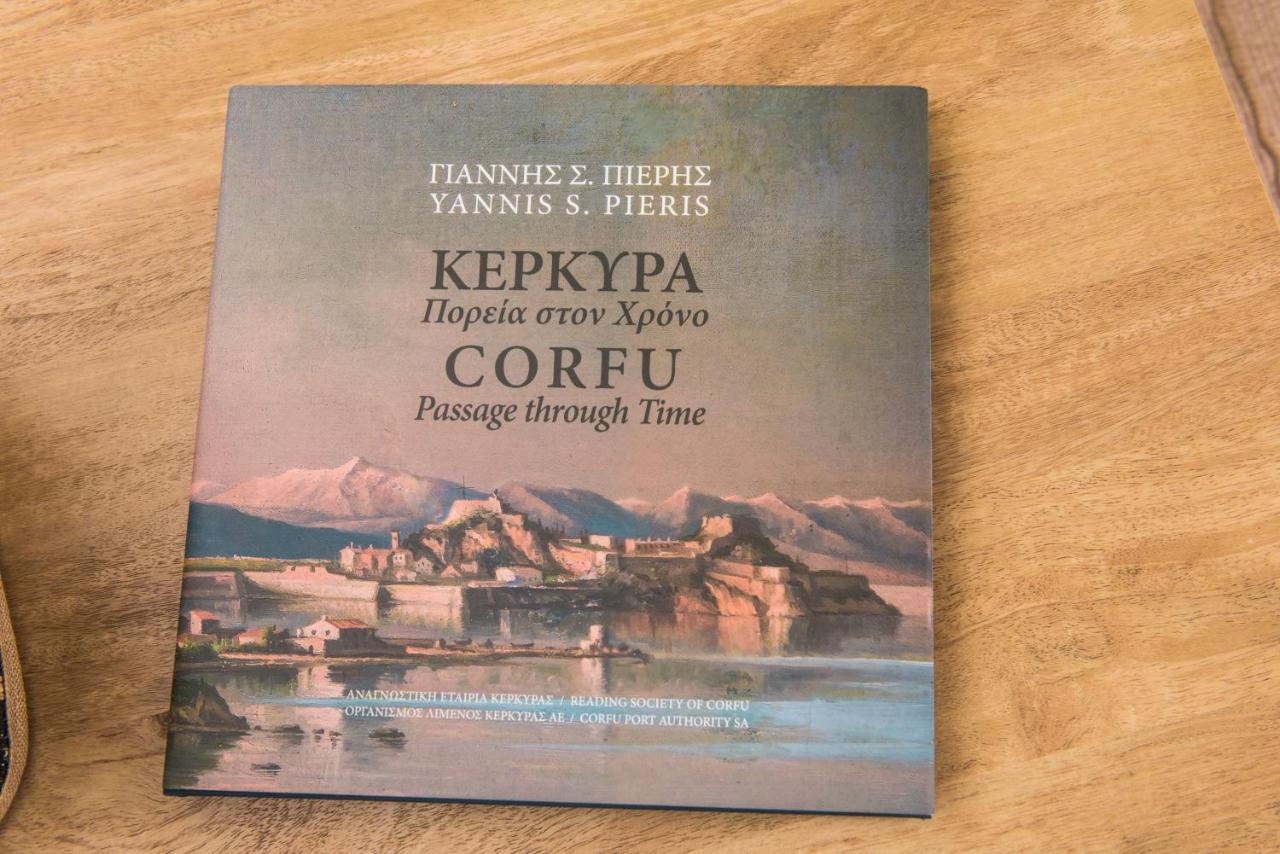 ΓΙΑΝΝΗΣ Σ. ΠΙΕΡΗΣ
YANNIS S. PIERIS
ΚΕΡΚΥΡΑ
Πορεία στον Χρόνο
CORFU
Passage through Time
ΑΝΑΓΝΩΣΤΙΚΗ ΕΤΑΙΡΙΑ ΚΕΡΚΥΡΑΣ / READING SOCIETY OF CORFU
ΟΡΓΑΝΙΣΜΟΣ ΛΙΜΕΝΟΣ ΚΕΡΚΥΡΑΣ ΑΕ / CORFU PORT AUTHORITY SA